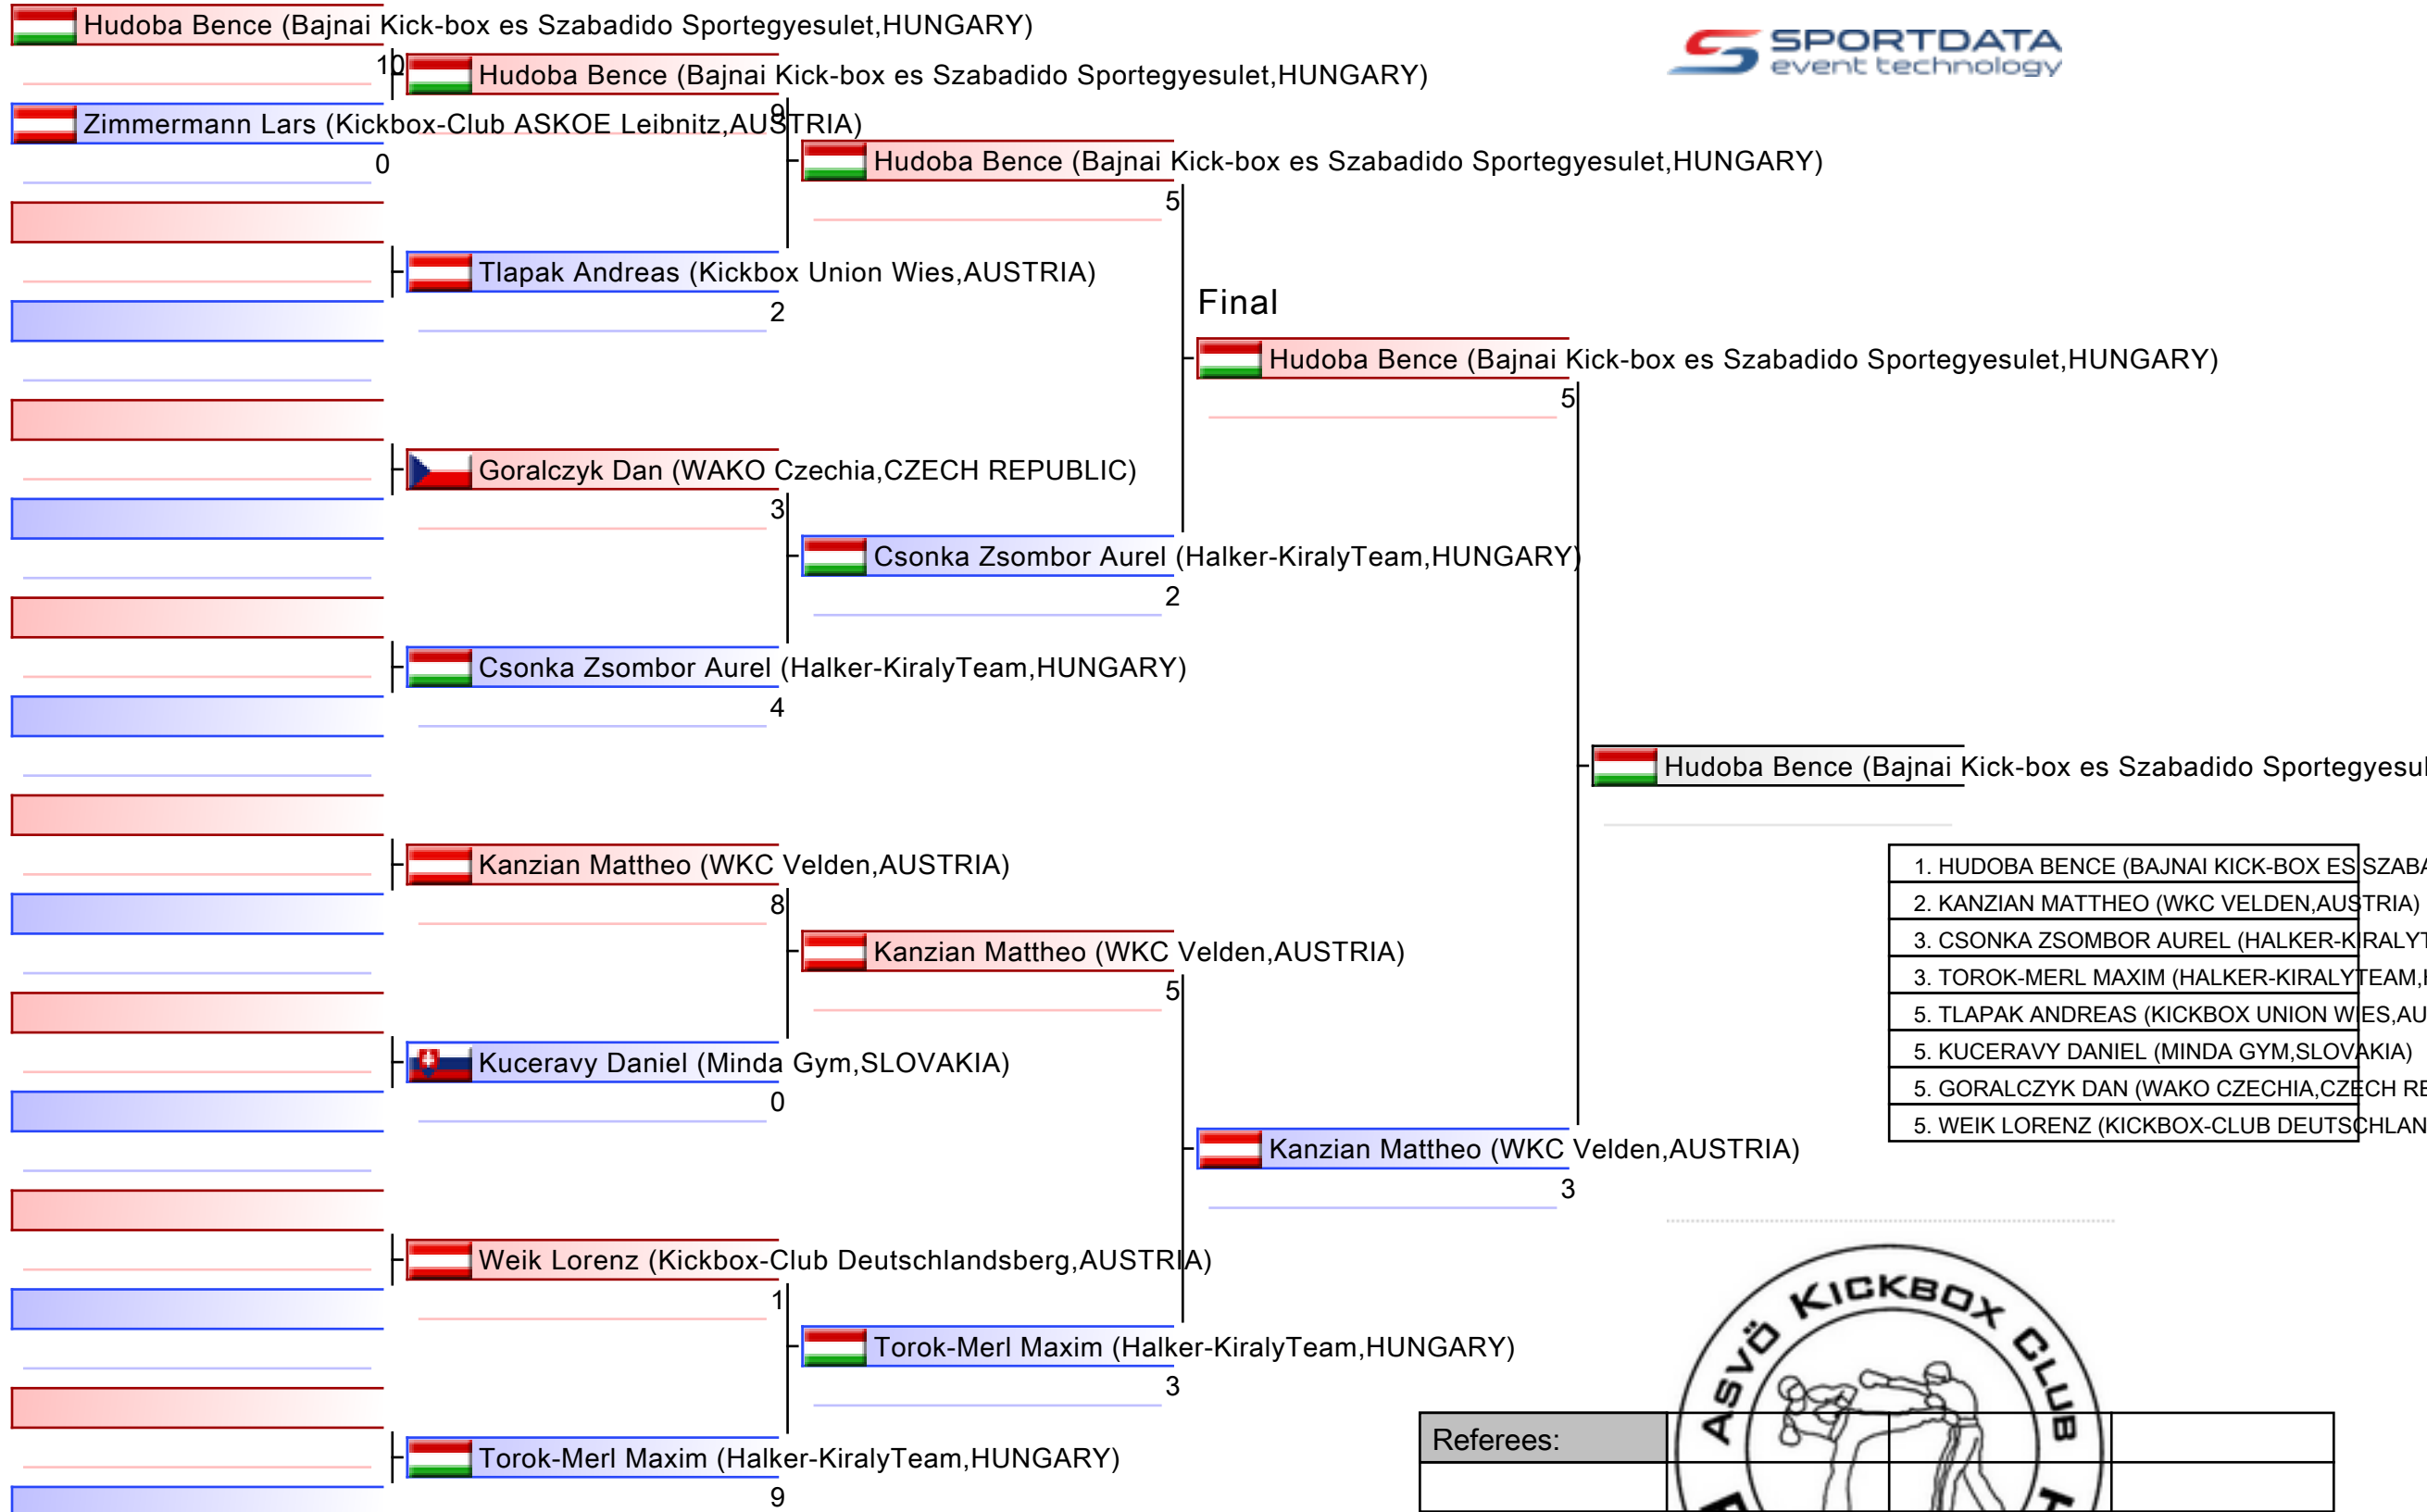 Hudoba Bence (Bajnai Kick-box es Szabadido Sportegyesulet,HUNGARY)
10
Zimmermann Lars (Kickbox-Club ASKOE Leibnitz,AUSTRIA)
0
Hudoba Bence (Bajnai Kick-box es Szabadido Sportegyesulet,HUNGARY)
9
Tlapak Andreas (Kickbox Union Wies,AUSTRIA)
2
Goralczyk Dan (WAKO Czechia,CZECH REPUBLIC)
3
Csonka Zsombor Aurel (Halker-KiralyTeam,HUNGARY)
4
Kanzian Mattheo (WKC Velden,AUSTRIA)
8
Kuceravy Daniel (Minda Gym,SLOVAKIA)
0
Weik Lorenz (Kickbox-Club Deutschlandsberg,AUSTRIA)
1
Torok-Merl Maxim (Halker-KiralyTeam,HUNGARY)
9
Hudoba Bence (Bajnai Kick-box es Szabadido Sportegyesulet,HUNGARY)
5
Csonka Zsombor Aurel (Halker-KiralyTeam,HUNGARY)
2
Kanzian Mattheo (WKC Velden,AUSTRIA)
5
Torok-Merl Maxim (Halker-KiralyTeam,HUNGARY)
3
Final
Hudoba Bence (Bajnai Kick-box es Szabadido Sportegyesulet,HUNGARY)
5
Kanzian Mattheo (WKC Velden,AUSTRIA)
3
SPORTDATA
event technology
Hudoba Bence (Bajnai Kick-box es Szabadido Sportegyesul
1. HUDOBA BENCE (BAJNAI KICK-BOX ES SZABA
2. KANZIAN MATTHEO (WKC VELDEN,AUSTRIA)
3. CSONKA ZSOMBOR AUREL (HALKER-KIRALYT
3. TOROK-MERL MAXIM (HALKER-KIRALYTEAM,H
5. TLAPAK ANDREAS (KICKBOX UNION WIES,AU
5. KUCERAVY DANIEL (MINDA GYM,SLOVAKIA)
5. GORALCZYK DAN (WAKO CZECHIA,CZECH RE
5. WEIK LORENZ (KICKBOX-CLUB DEUTSCHLAN
ASVÖ KICKBOX CLUB
Referees: